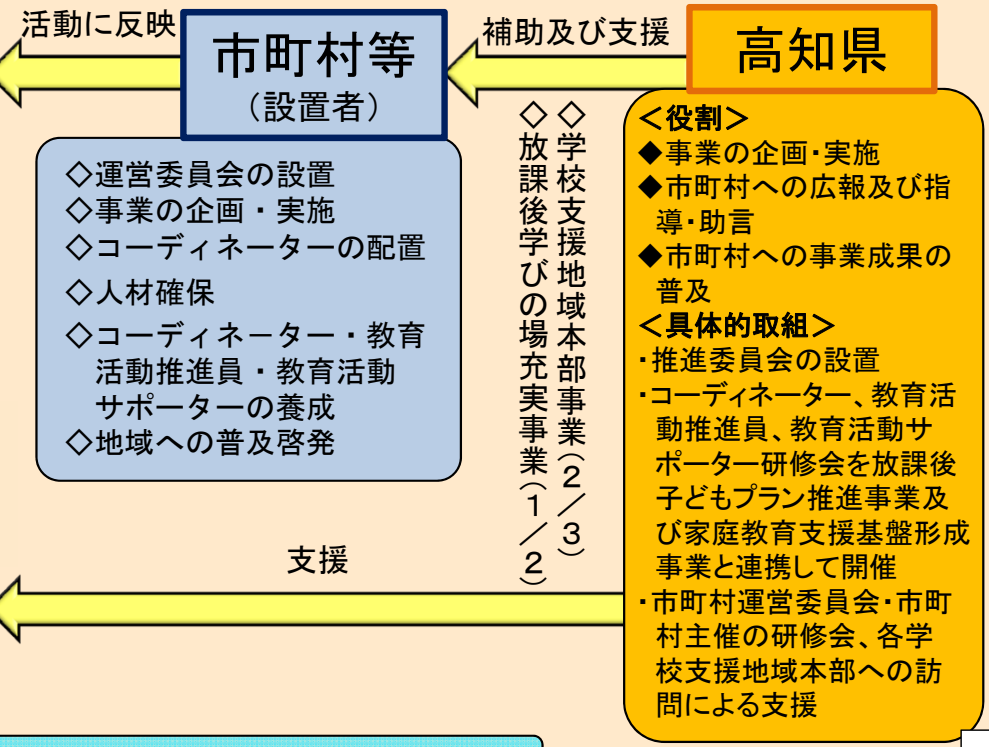 活動に反映
市町村等
（設置者）
◇運営委員会の設置
◇事業の企画・実施
◇コーディネーターの配置
◇人材確保
◇コーディネーター・教育
活動推進員・教育活動
サポーターの養成
◇地域への普及啓発
補助及び支援
◇学校支援地域本部事業（２／３）
◇放課後学びの場充実事業（１／２）
支援
高知県
＜役割＞
◆事業の企画・実施
◆市町村への広報及び指
導・助言
◆市町村への事業成果の
普及
＜具体的取組＞
・推進委員会の設置
・コーディネーター、教育活
動推進員、教育活動サ
ポーター研修会を放課後
子どもプラン推進事業及
び家庭教育支援基盤形成
事業と連携して開催
・市町村運営委員会・市町
村主催の研修会、各学
校支援地域本部への訪
問による支援